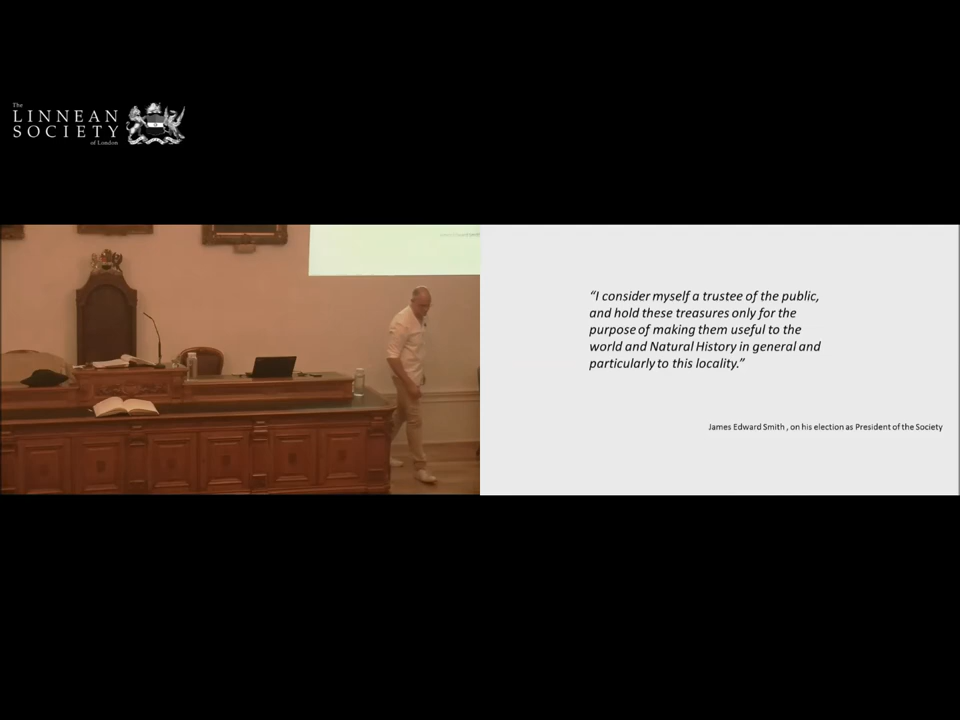 The
LINNEAN
SOCIETY
of London
“I consider myself a trustee of the public,
and hold these treasures only for the
purpose of making them useful to the
world and Natural History in general and
particularly to this locality.”
James Edward Smith , on his election as President of the Society